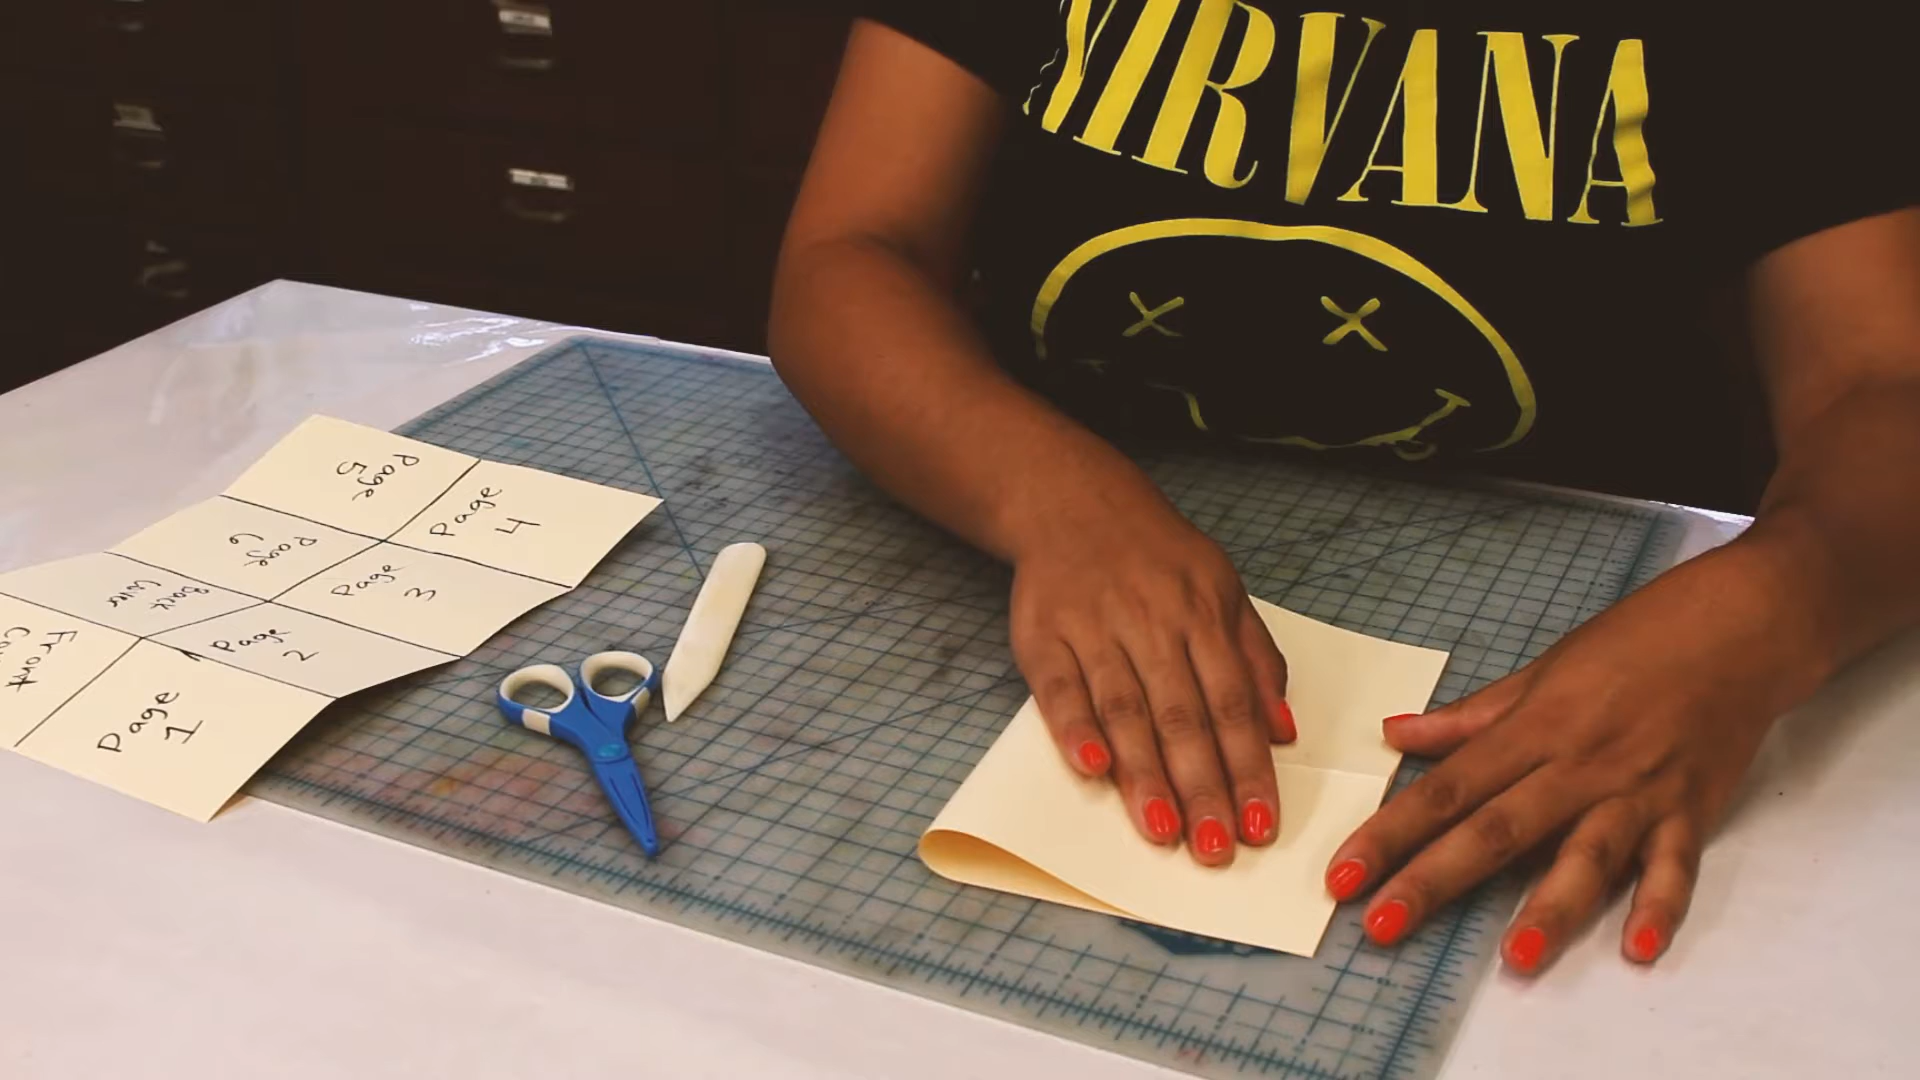 NIRVANA
Page
5
Page
4
Page
6
Page
3
Back
Cover
Page
2
Front
Cover
Page
1